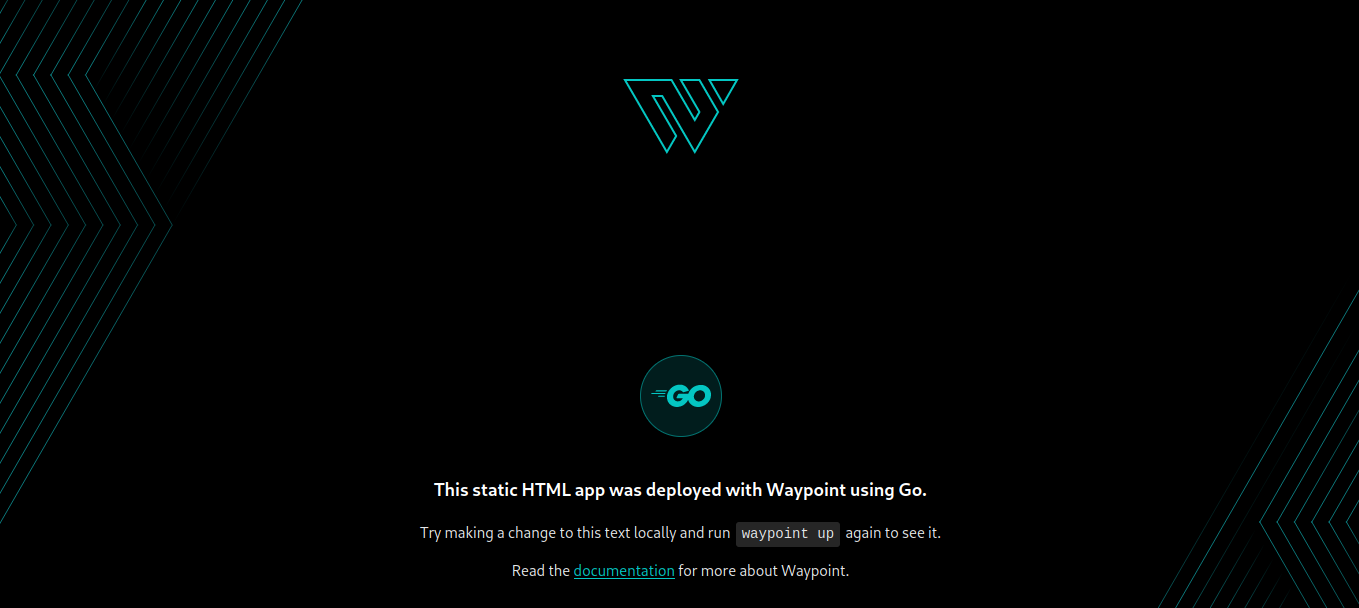 GO
This static HTML app was deployed with Waypoint using Go.
Try making a change to this text locally and run waypoint up again to see it.
Read the documentation for more about Waypoint.